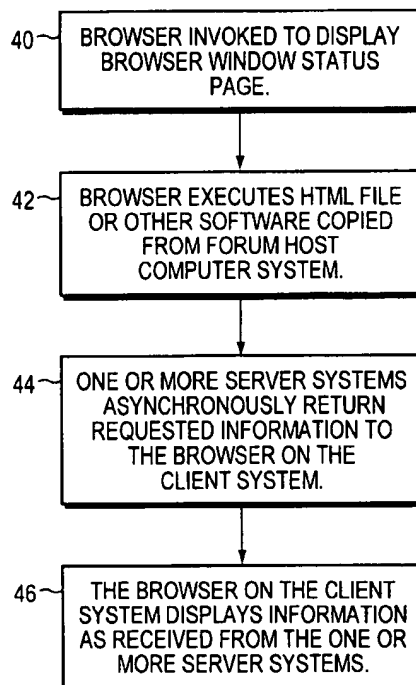 40
BROWSER INVOKED TO DISPLAY
BROWSER WINDOW STATUS
PAGE.
42
BROWSER EXECUTES HTML FILE
OR OTHER SOFTWARE COPIED
FROM FORUM HOST
COMPUTER SYSTEM.
44
ONE OR MORE SERVER SYSTEMS
ASYNCHRONOUSLY RETURN
REQUESTED INFORMATION TO
THE BROWSER ON THE
CLIENT SYSTEM.
46
THE BROWSER ON THE CLIENT
SYSTEM DISPLAYS INFORMATION
AS RECEIVED FROM THE ONE OR
MORE SERVER SYSTEMS.